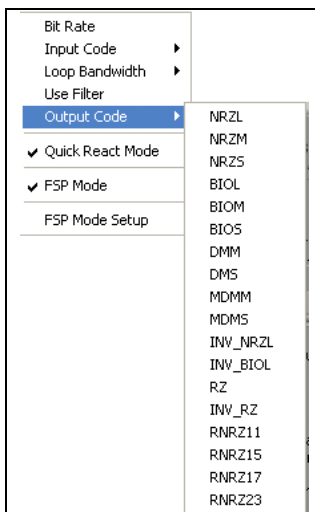 Bit Rate
Input Code
Loop Bandwidth
Use Filter
Output Code
Quick React Mode
FSP Mode
FSP Mode Setup
NRZL
NRZM
NRZS
BIOL
BIOM
BIOS
DMM
DMS
MDMM
MDMS
INV_NRZL
INV_BIOL
RZ
INV_RZ
RNRZ11
RNRZ15
RNRZ17
RNRZ23